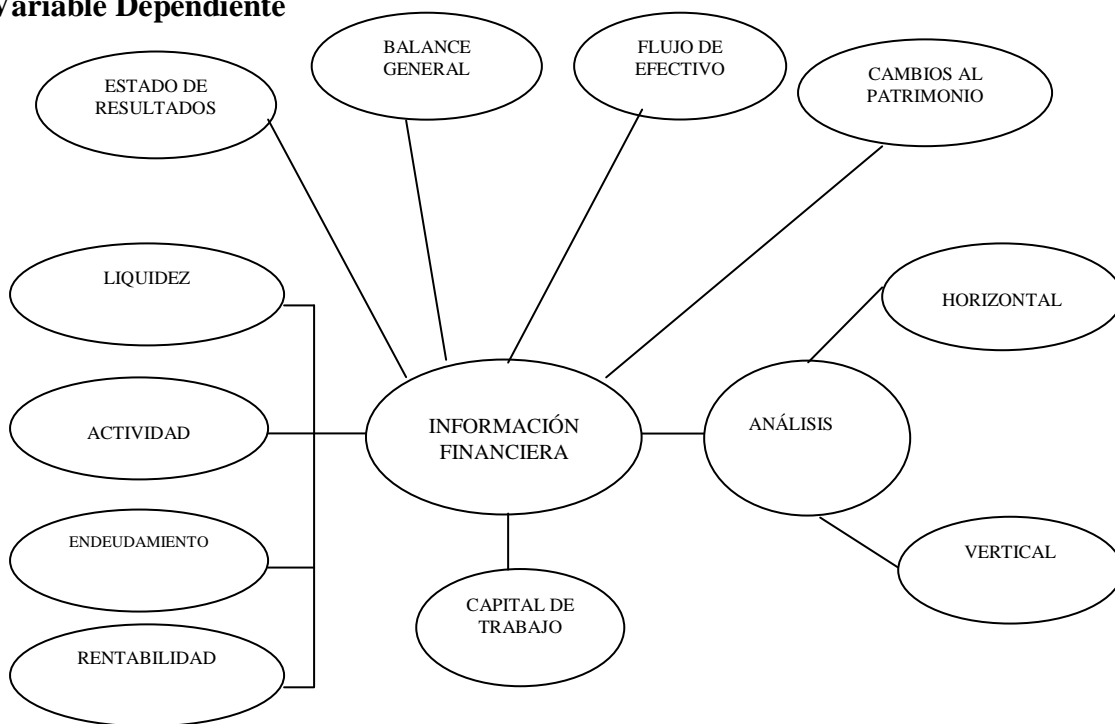 Variable Dependiente
BALANCE
GENERAL
FLUJO DE
EFECTIVO
ESTADO DE
RESULTADOS
CAMBIOS AL
PATRIMONIO
LIQUIDEZ
HORIZONTAL
ACTIVIDAD
INFORMACIÓN
FINANCIERA
ANÁLISIS
ENDEUDAMIENTO
VERTICAL
CAPITAL DE
TRABAJO
RENTABILIDAD